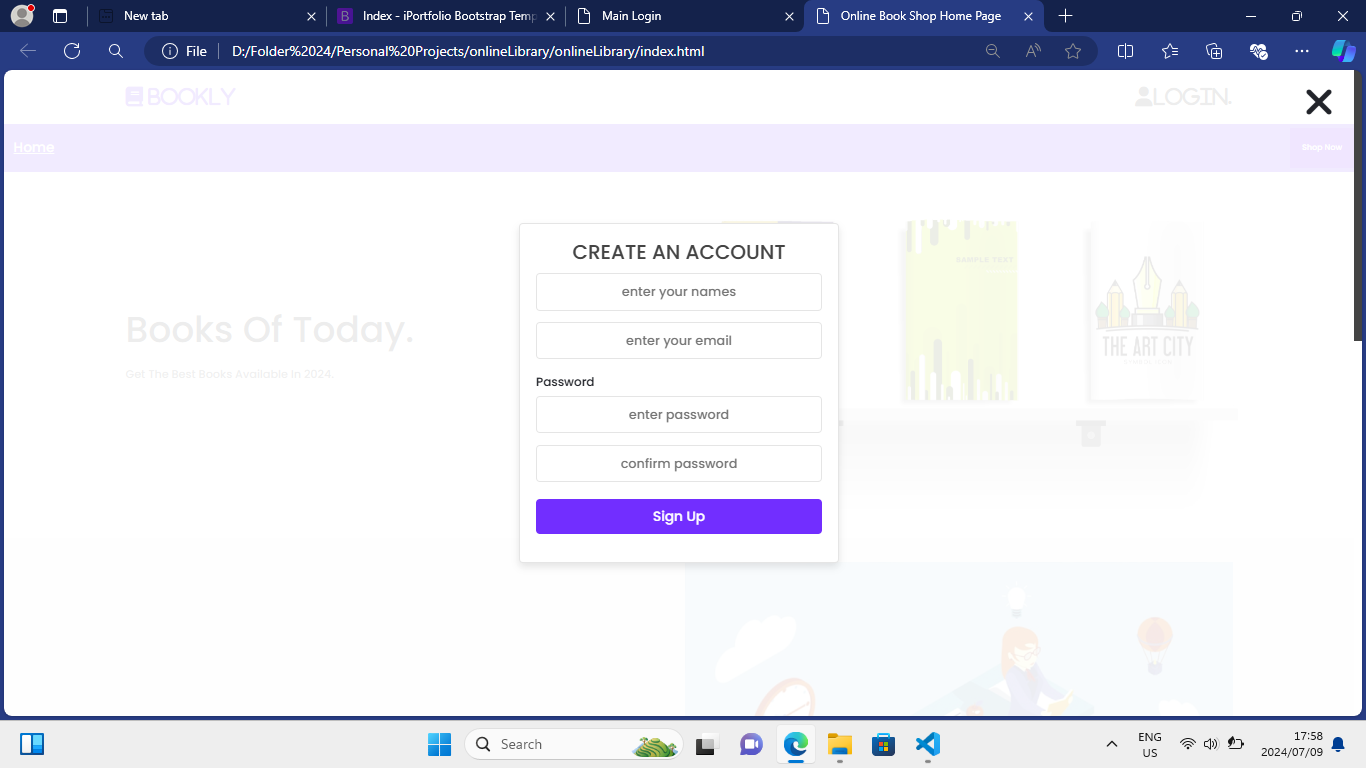 New tab
Index - iPortfolio Bootstrap Temp
Main Login
Online Book Shop Home Page
File
D:/Folder%2024/Personal%20Projects/onlineLibrary/onlineLibrary/index.html
BOOKLY
LOGIN.
Home
Shop Now
CREATE AN ACCOUNT
enter your names
enter your email
Password
enter password
confirm password
Sign Up
Books Of Today.
Get The Best Books Available In 2024.
SAMPLE TEXT
THE ART CITY
Search
ENG
US
17:58
2024/07/09